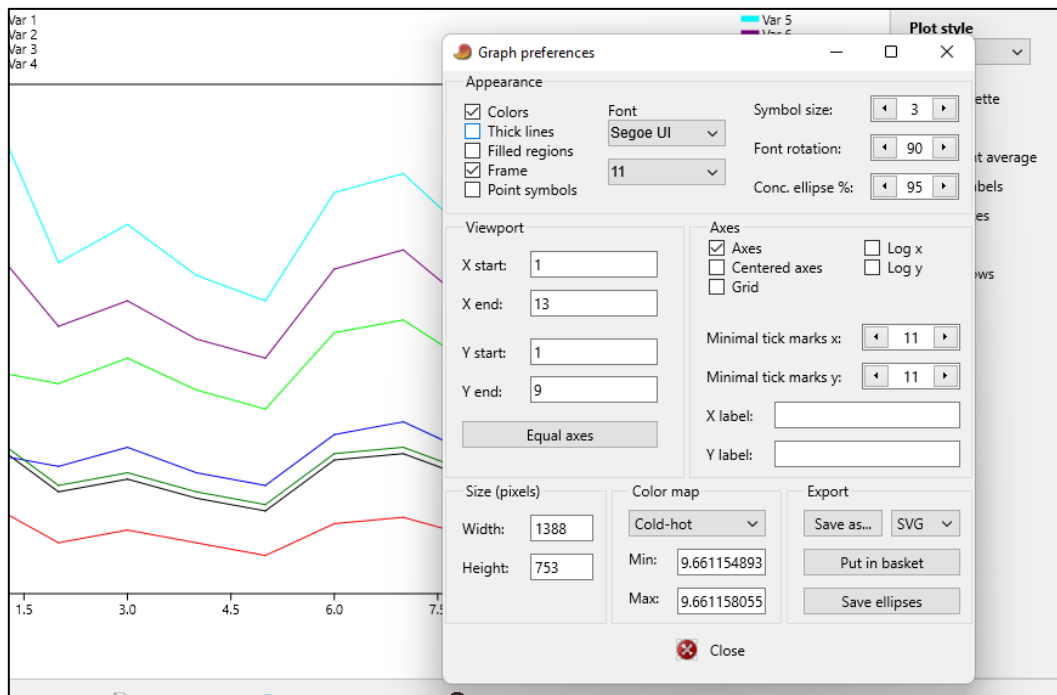 Var 1
Var 2
Var 3
Var 4
Var 5
Plot style
Graph preferences
Appearance
Colors
Thick lines
Filled regions
Frame
Point symbols
Font
Segoe UI
11
Symbol size: 3
Font rotation: 90
Conc. ellipse %: 95
Viewport
X start: 1
X end: 13
Y start: 1
Y end: 9
Equal axes
Axes
Axes
Centered axes
Grid
Log x
Log y
Minimal tick marks x: 11
Minimal tick marks y: 11
X label:
Y label:
Size (pixels)
Width: 1388
Height: 753
Color map
Cold-hot
Min: 9.661154893
Max: 9.661158055
Export
Save as... SVG
Put in basket
Save ellipses
Close
ette
average
1.5 3.0 4.5 6.0 7.5